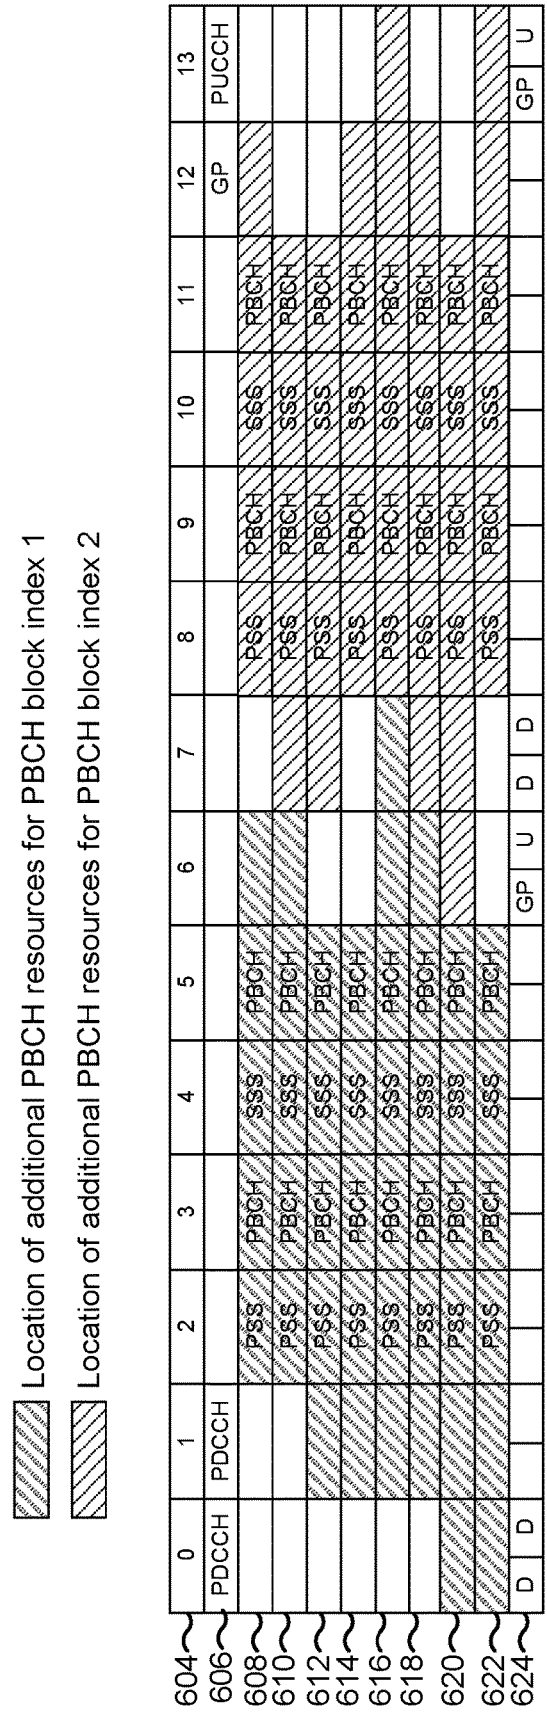 Location of additional PBCH resources for PBCH block index 1
Location of additional PBCH resources for PBCH block index 2
604 0 1 2 3 4 5 6 7 8 9 10 11 12 13
606 PDCCH PDCCH GP PUCCH
608 PSS PBCH SSS PBCH PSS PBCH SSS PBCH
610 PSS PBCH SSS PBCH PSS PBCH SSS PBCH
612 PSS PBCH SSS PBCH PSS PBCH SSS PBCH
614 PSS PBCH SSS PBCH PSS PBCH SSS PBCH
616 PSS PBCH SSS PBCH PSS PBCH SSS PBCH
618 PSS PBCH SSS PBCH PSS PBCH SSS PBCH
620 PSS PBCH SSS PBCH PSS PBCH SSS PBCH
622 PSS PBCH SSS PBCH PSS PBCH SSS PBCH
624 D D GP U D D GP U